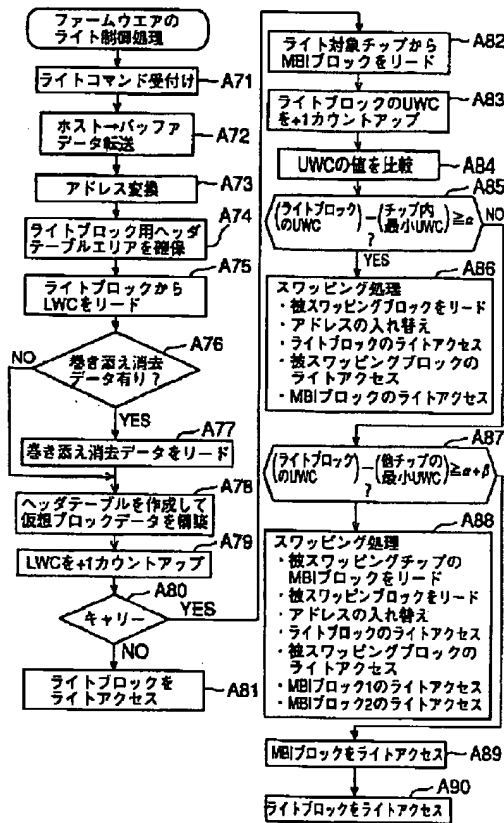 ファームウエアの
ライト制御処理
ライトコマンド受付け
A71
ホスト→バッファ
データ転送
A72
アドレス変換
A73
ライトブロック用ヘッダ
テーブルエリアを確保
A74
ライトブロックから
LWCをリード
A75
巻き添え消去
データ有り?
A76
NO
YES
巻き添え消去データをリード
A77
ヘッダテーブルを作成して
仮想ブロックデータを構築
A78
LWCを+1カウントアップ
A79
キャリー
A80
YES
NO
ライトブロックを
ライトアクセス
A81
ライト対象チップから
MBIブロックをリード
A82
ライトブロックのUWC
を+1カウントアップ
A83
UWCの値を比較
A84
A85
(ライトブロックのUWC)-(チップ内最小UWC)≧α
?
NO
YES
A86
スワッピング処理
・被スワッピングブロックをリード
・アドレスの入れ替え
・ライトブロックのライトアクセス
・被スワッピングブロックの
ライトアクセス
・MBIブロックのライトアクセス
A87
(ライトブロックのUWC)-(他チップの最小UWC)≧α+β
?
A88
スワッピング処理
・被スワッピングチップの
MBIブロックをリード
・被スワッピングブロックをリード
・アドレスの入れ替え
・ライトブロックのライトアクセス
・被スワッピングブロックの
ライトアクセス
・MBIブロック1のライトアクセス
・MBIブロック2のライトアクセス
MBIブロックをライトアクセス
A89
A90
ライトブロックをライトアクセス